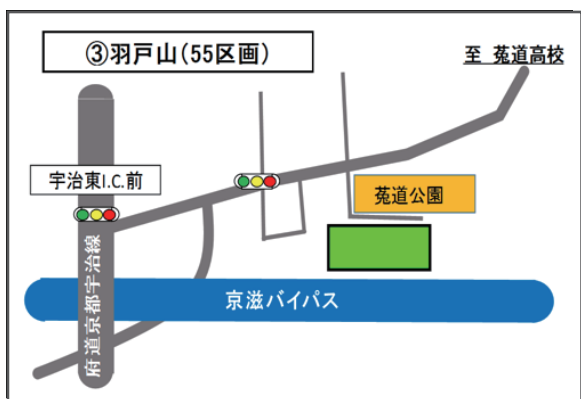 ③羽戸山(55区画)
至 菟道高校
宇治東I.C.前
菟道公園
府道京都宇治線
京滋バイパス